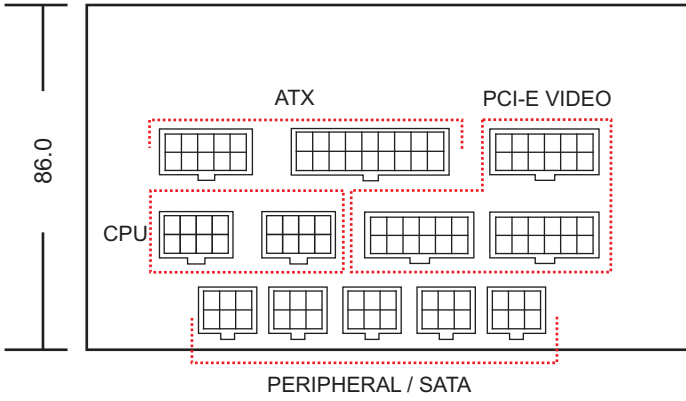 ATX
PCI-E VIDEO
86.0
CPU
PERIPHERAL / SATA